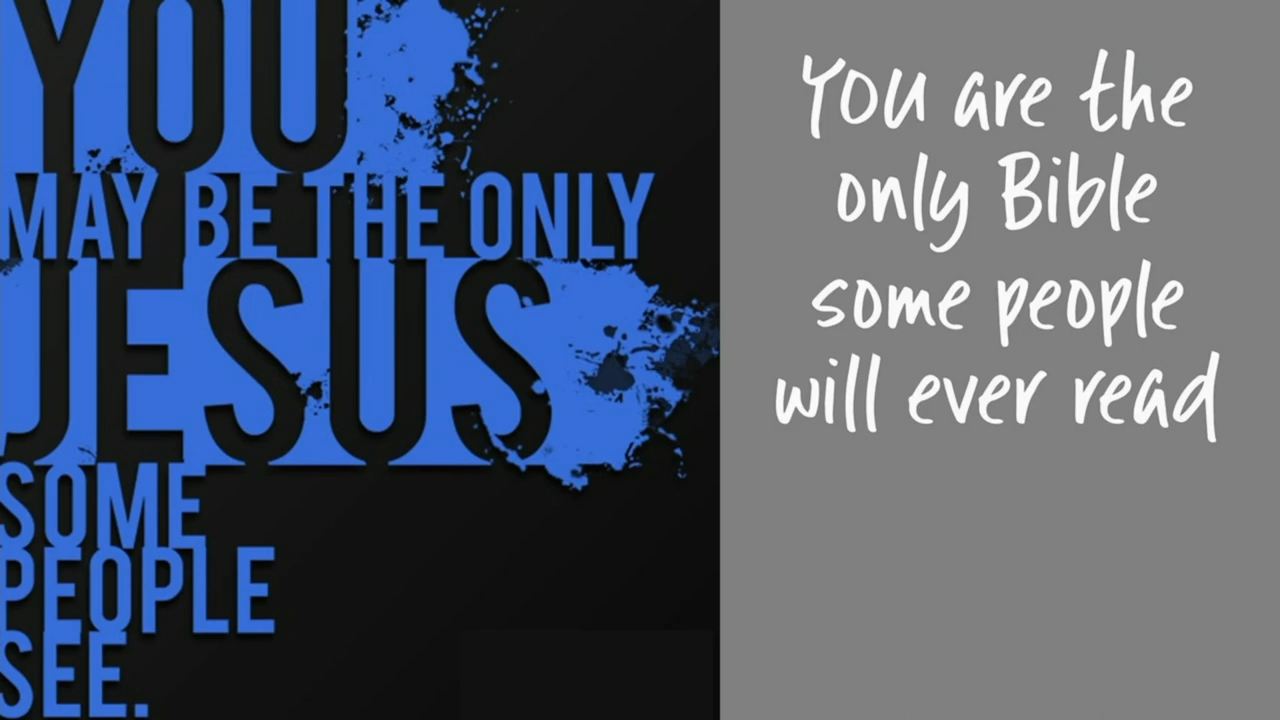 YOU
MAY BE THE ONLY
JESUS
SOME
PEOPLE
SEE.
YOU are the
only Bible
some people
will ever read